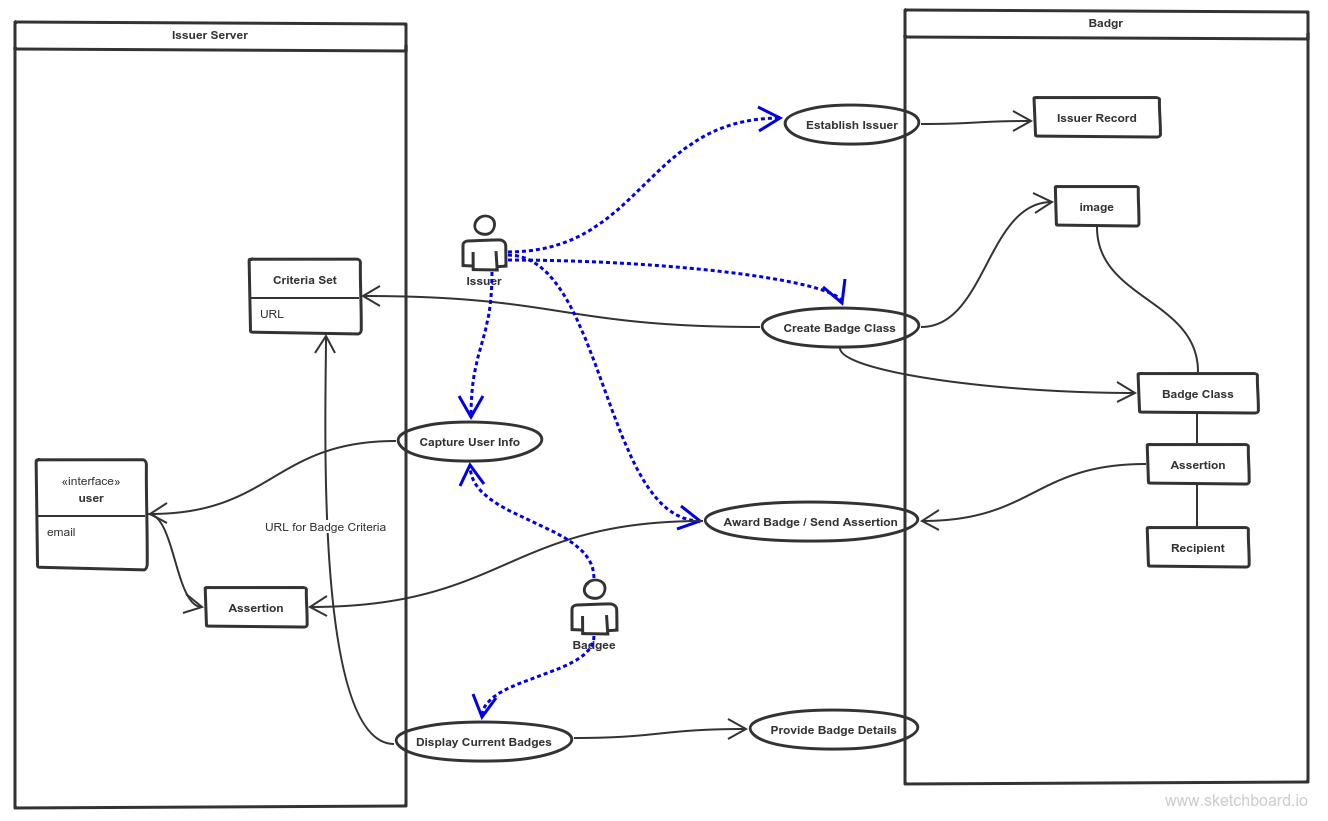 Issuer Server
Badgr
Establish Issuer
Issuer Record
image
Issuer
Criteria Set
URL
Create Badge Class
Badge Class
Capture User Info
«interface»
user
email
Assertion
URL for Badge Criteria
Award Badge / Send Assertion
Recipient
Assertion
Badgee
Display Current Badges
Provide Badge Details
www.sketchboard.io